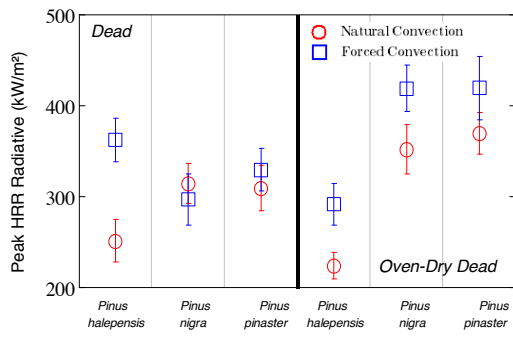 Peak HRR Radiative (kW/m²)
500
400
300
200
Dead
Natural Convection
Forced Convection
Oven-Dry Dead
Pinus halepensis
Pinus nigra
Pinus pinaster
Pinus halepensis
Pinus nigra
Pinus pinaster